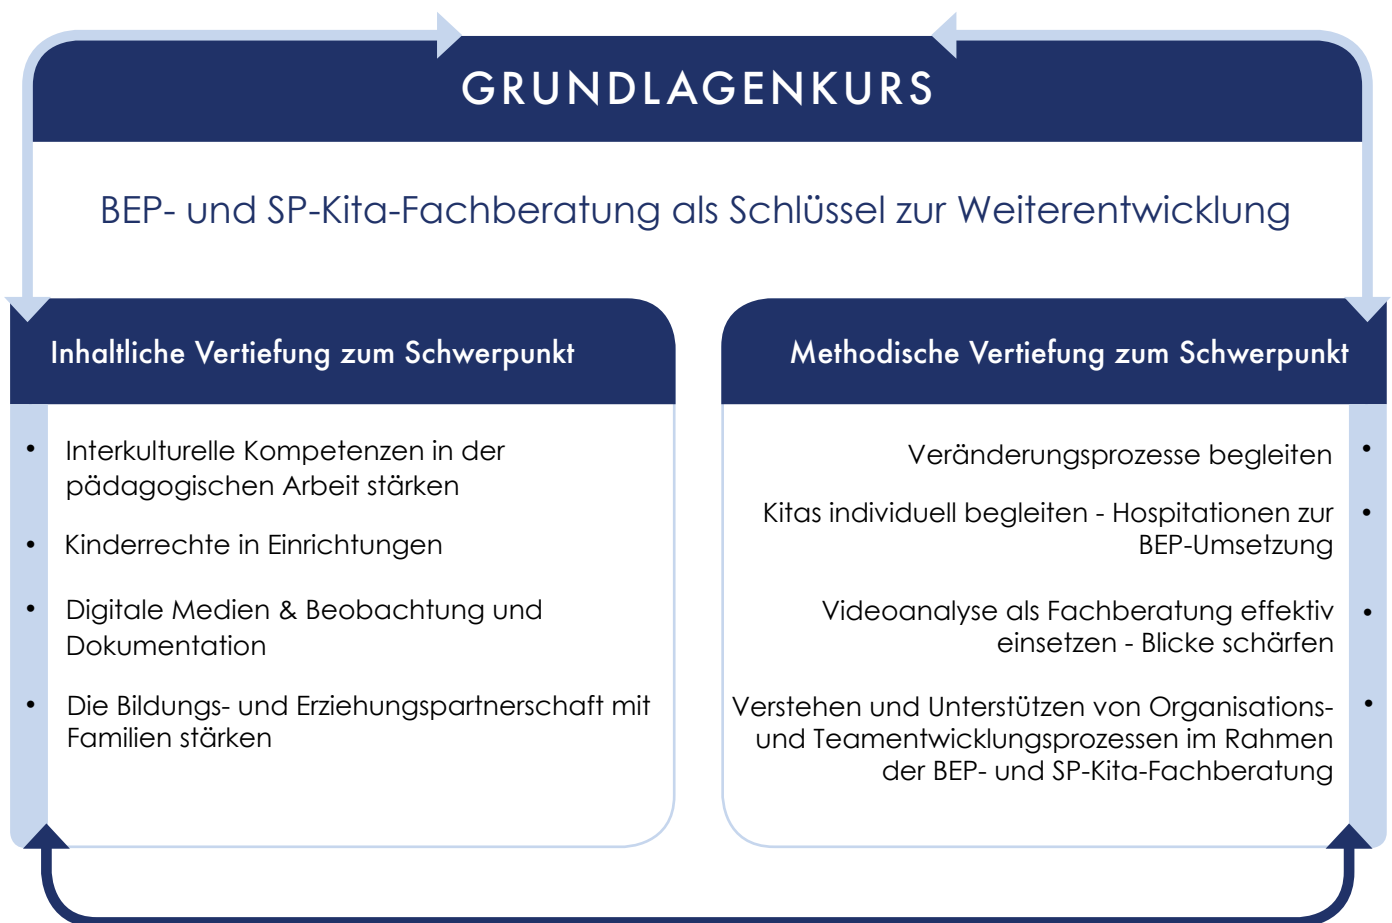 GRUNDLAGENKURS
BEP- und SP-Kita-Fachberatung als Schlüssel zur Weiterentwicklung
Inhaltliche Vertiefung zum Schwerpunkt
• Interkulturelle Kompetenzen in der
pädagogischen Arbeit stärken
• Kinderrechte in Einrichtungen
• Digitale Medien & Beobachtung und
Dokumentation
• Die Bildungs- und Erziehungspartnerschaft mit
Familien stärken
Methodische Vertiefung zum Schwerpunkt
Veränderungsprozesse begleiten •
Kitas individuell begleiten - Hospitationen zur •
BEP-Umsetzung
Videoanalyse als Fachberatung effektiv •
einsetzen - Blicke schärfen
Verstehen und Unterstützen von Organisations- •
und Teamentwicklungsprozessen im Rahmen
der BEP- und SP-Kita-Fachberatung